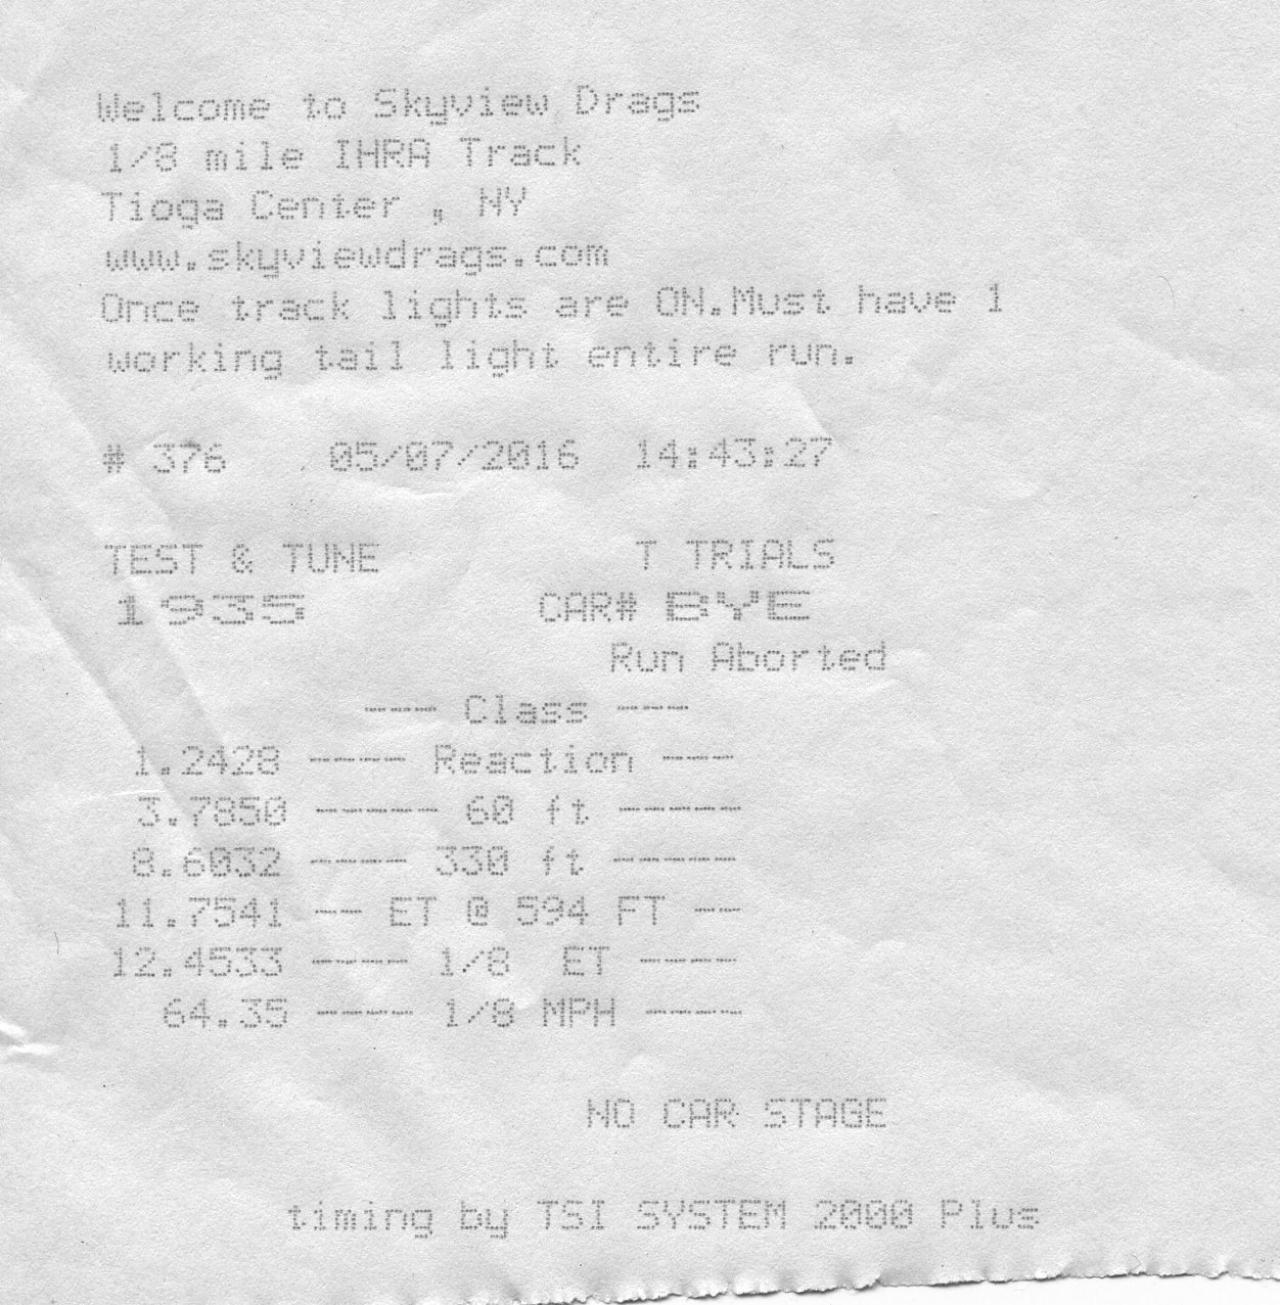 Welcome to Skyview Drags
1/8 mile IHRA Track
Tioga Center , NY
www.skyviewdrags.com
Once track lights are ON.Must have 1
working tail light entire run.
# 376 05/07/2016 14:43:27
TEST & TUNE T TRIALS
1935 CAR# BYE
Run Aborted
--- Class ---
1.2428 ---- Reaction ---
3.7850 ----- 60 ft -----
8.6032 ---- 330 ft -----
11.7541 -- ET @ 594 FT --
12.4533 ---- 1/8 ET ----
64.35 ---- 1/8 MPH ----
NO CAR STAGE
timing by TSI SYSTEM 2000 Plus